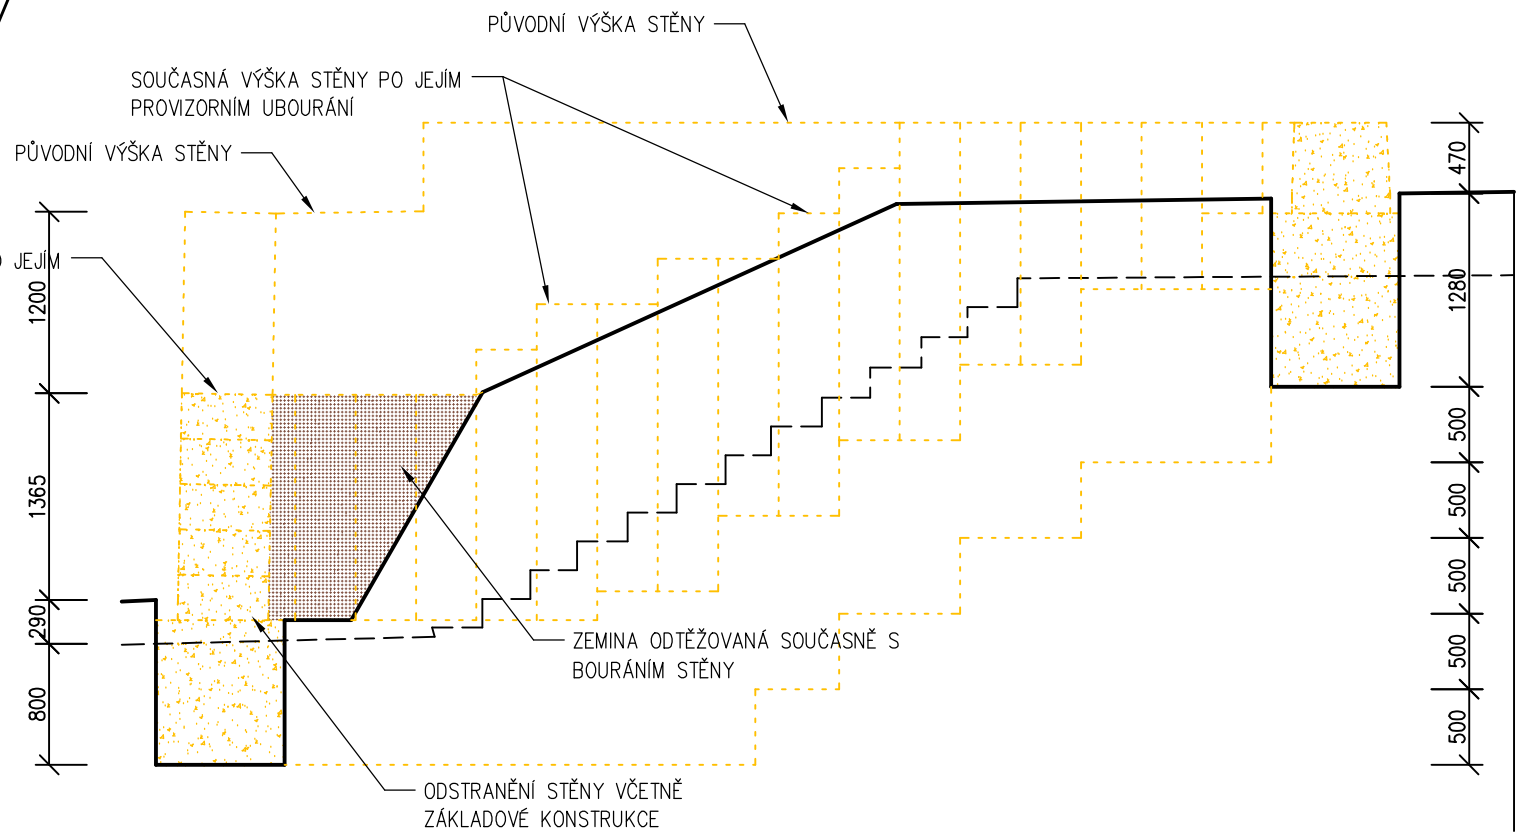 PŮVODNÍ VÝŠKA STĚNY
SOUČASNÁ VÝŠKA STĚNY PO JEJÍM
PROVIZORNÍM UBOURÁNÍ
PŮVODNÍ VÝŠKA STĚNY
JEJÍM
1200
1365
290
800
470
1280
500
500
500
500
500
ZEMINA ODTĚŽOVANÁ SOUČASNĚ S
BOURÁNÍM STĚNY
ODSTRANĚNÍ STĚNY VČETNĚ
ZÁKLADOVÉ KONSTRUKCE